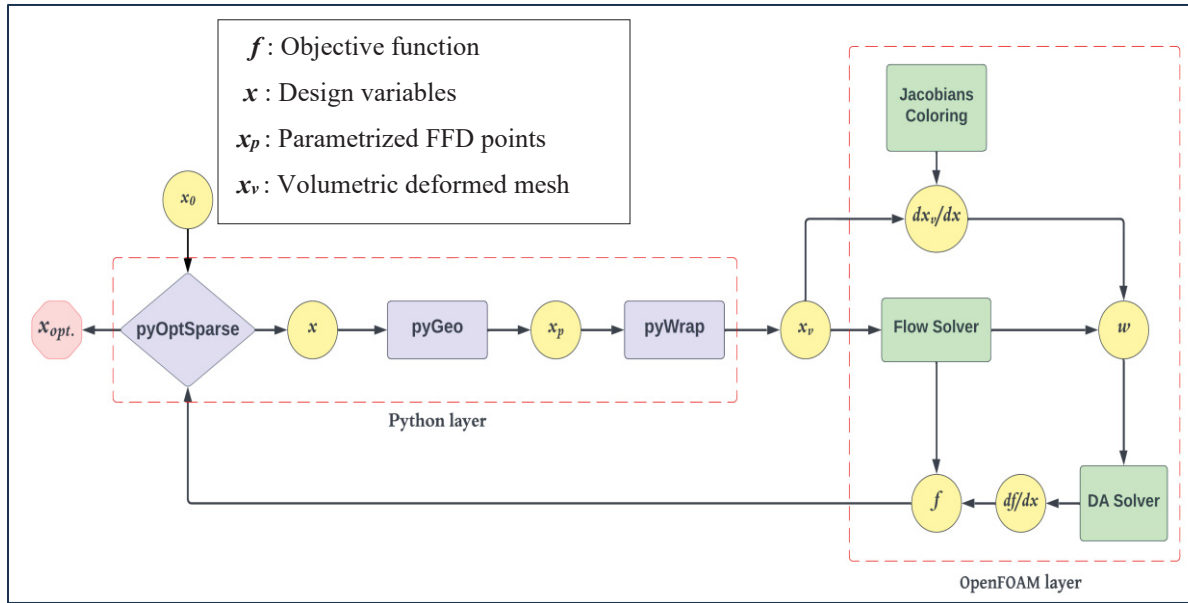 f : Objective function
x : Design variables
xp : Parametrized FFD points
xv : Volumetric deformed mesh
Jacobians
Coloring
x0
dxv/dx
xopt.
pyOptSparse
x
pyGeo
xp
pyWrap
xv
Flow Solver
w
Python layer
f
df/dx
DA Solver
OpenFOAM layer